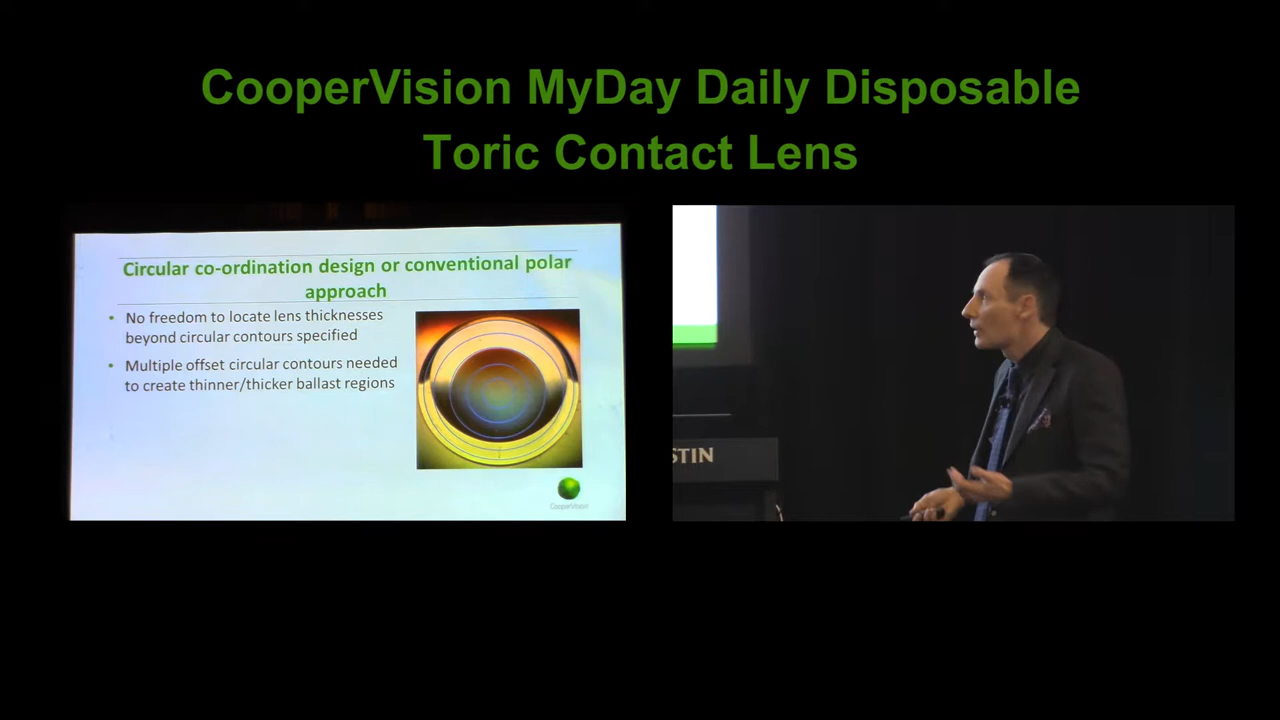 CooperVision MyDay Daily Disposable
Toric Contact Lens
Circular co-ordination design or conventional polar
approach
• No freedom to locate lens thicknesses
beyond circular contours specified
• Multiple offset circular contours needed
to create thinner/thicker ballast regions
CooperVision
STIN